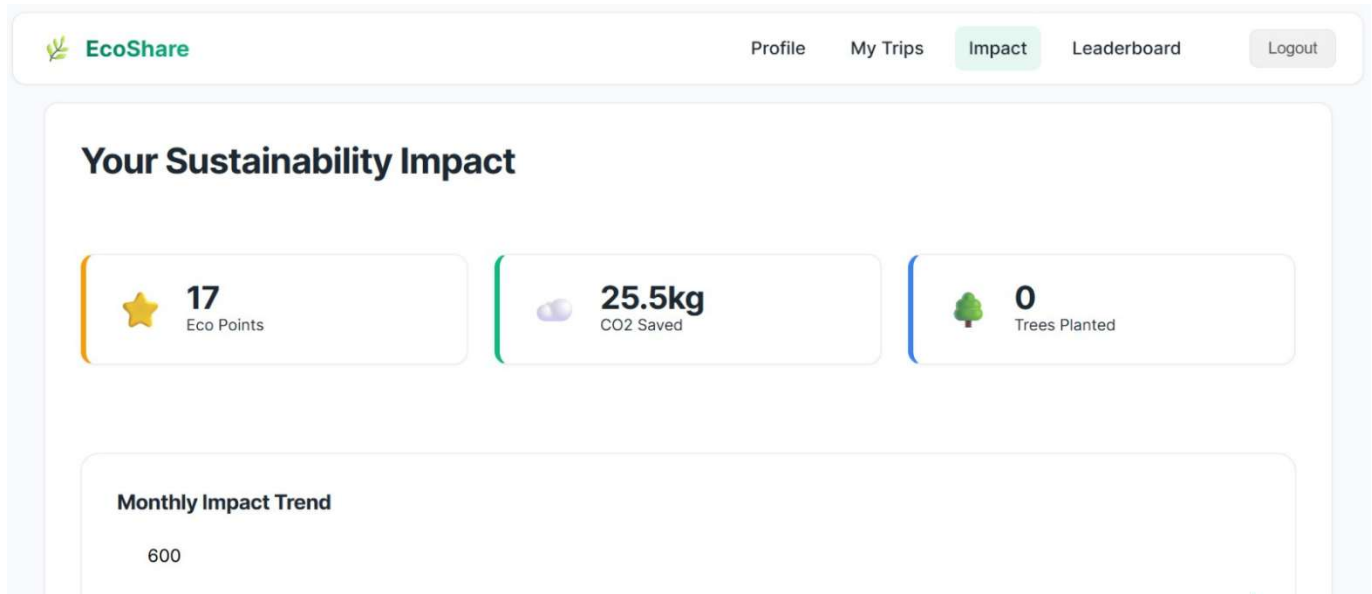 EcoShare
Profile My Trips Impact Leaderboard Logout
Your Sustainability Impact
17
Eco Points
25.5kg
CO2 Saved
0
Trees Planted
Monthly Impact Trend
600